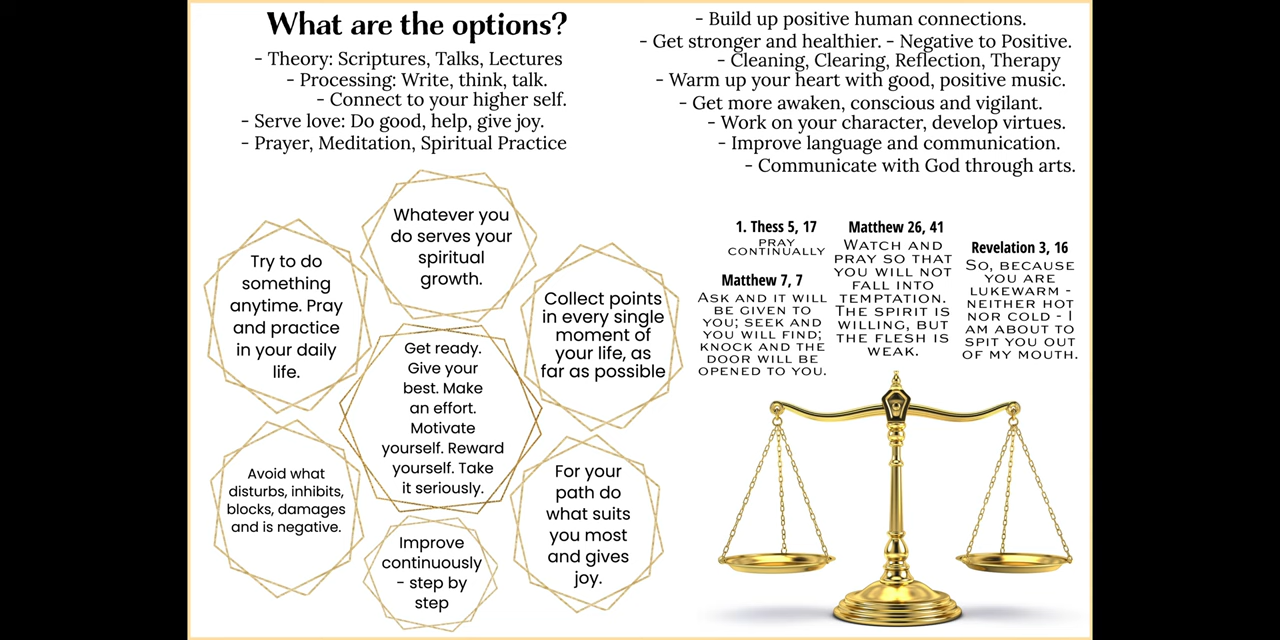 What are the options?
- Theory: Scriptures, Talks, Lectures
- Processing: Write, think, talk.
- Connect to your higher self.
- Serve love: Do good, help, give joy.
- Prayer, Meditation, Spiritual Practice
- Build up positive human connections.
- Get stronger and healthier. - Negative to Positive.
- Cleaning, Clearing, Reflection, Therapy
- Warm up your heart with good, positive music.
- Get more awaken, conscious and vigilant.
- Work on your character, develop virtues.
- Improve language and communication.
- Communicate with God through arts.
Whatever you
do serves your
spiritual
growth.
Try to do
something
anytime. Pray
and practice
in your daily
life.
Collect points
in every single
moment of
your life, as
far as possible
Get ready.
Give your
best. Make
an effort.
Motivate
yourself. Reward
yourself. Take
it seriously.
Avoid what
disturbs, inhibits,
blocks, damages
and is negative.
For your
path do
what suits
you most
and gives
joy.
Improve
continuously
- step by
step
1. Thess 5, 17
PRAY
CONTINUALLY
Matthew 7, 7
ASK AND IT WILL
BE GIVEN TO
YOU; SEEK AND
YOU WILL FIND;
KNOCK AND THE
DOOR WILL BE
OPENED TO YOU.
Matthew 26, 41
WATCH AND
PRAY SO THAT
YOU WILL NOT
FALL INTO
TEMPTATION.
THE SPIRIT IS
WILLING, BUT
THE FLESH IS
WEAK.
Revelation 3, 16
SO, BECAUSE
YOU ARE
LUKEWARM -
NEITHER HOT
NOR COLD - I
AM ABOUT TO
SPIT YOU OUT
OF MY MOUTH.